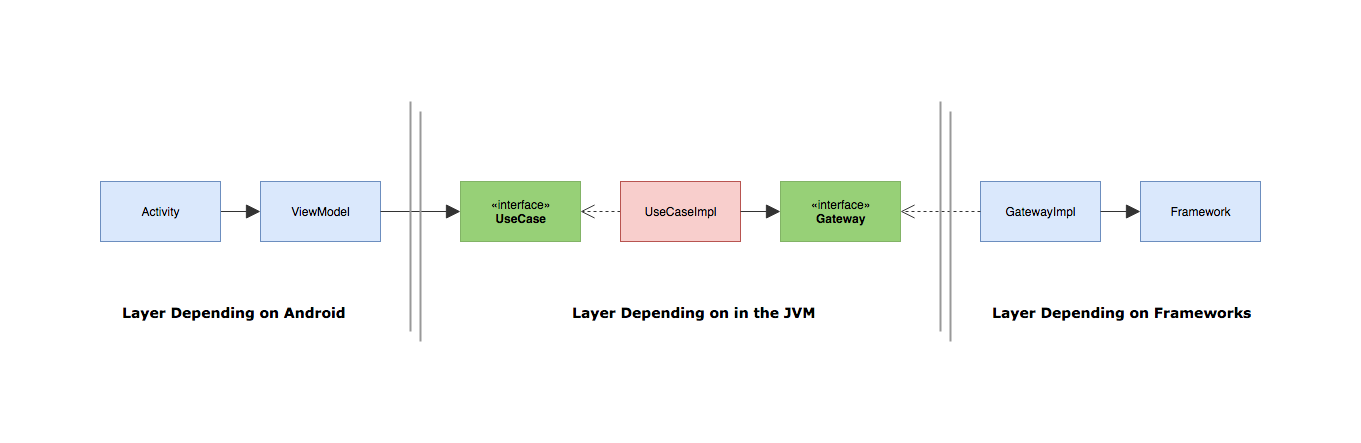 Activity
ViewModel
«interface»
UseCase
UseCaseImpl
«interface»
Gateway
GatewayImpl
Framework
Layer Depending on Android
Layer Depending on in the JVM
Layer Depending on Frameworks